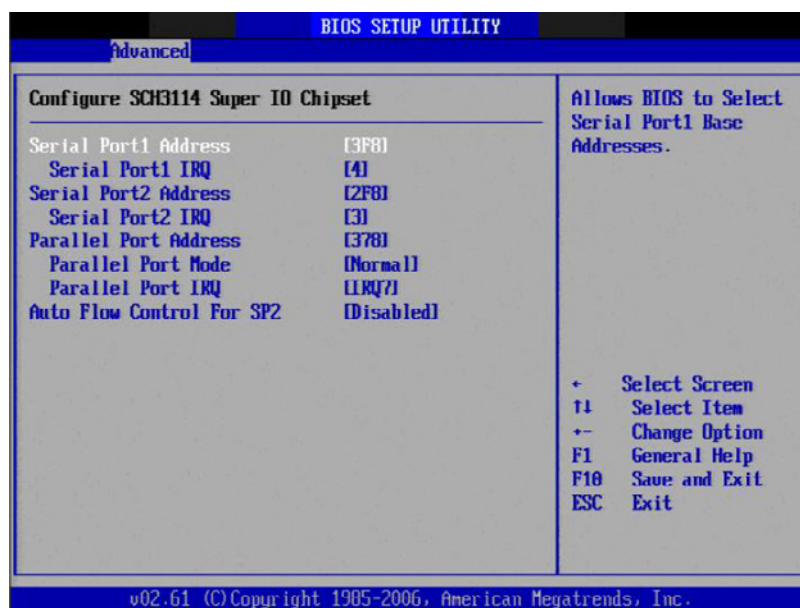 BIOS SETUP UTILITY
Advanced
Configure SCH3114 Super IO Chipset
Serial Port1 Address [3F8]
Serial Port1 IRQ [4]
Serial Port2 Address [2F8]
Serial Port2 IRQ [3]
Parallel Port Address [378]
Parallel Port Mode [Normal]
Parallel Port IRQ [IRQ7]
Auto Flow Control For SP2 [Disabled]
Allows BIOS to Select
Serial Port1 Base
Addresses.
← Select Screen
↑↓ Select Item
+- Change Option
F1 General Help
F10 Save and Exit
ESC Exit
v02.61 (C)Copyright 1985-2006, American Megatrends, Inc.